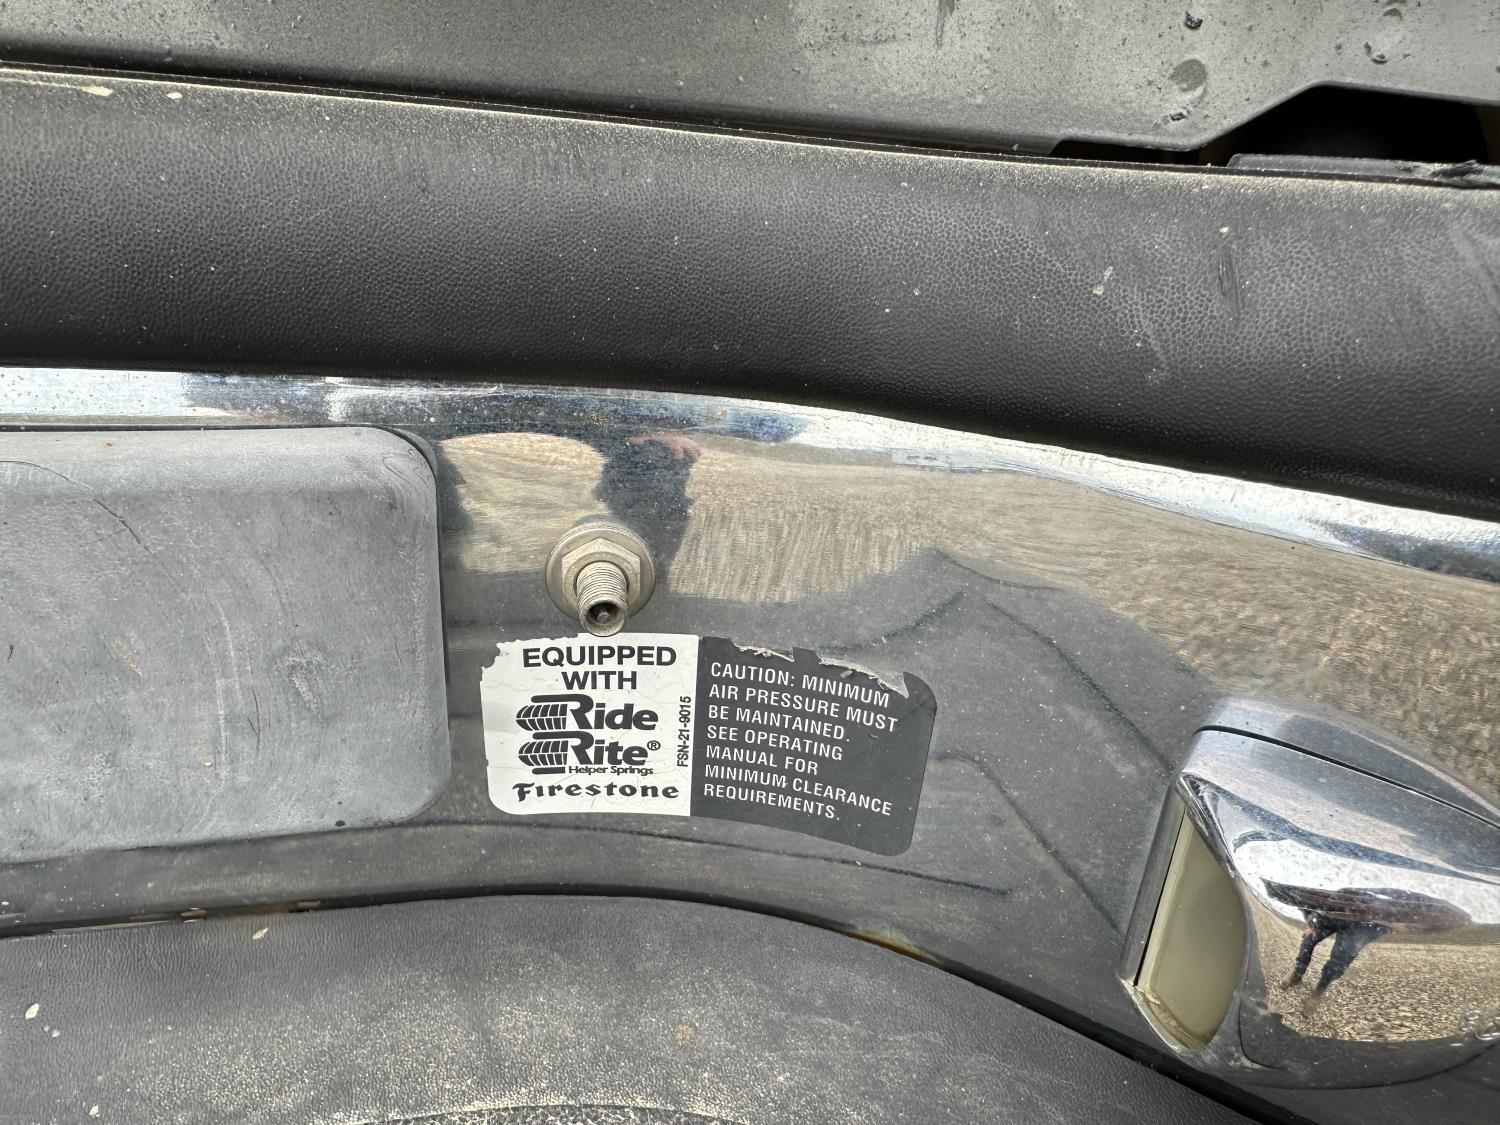 EQUIPPED
WITH
Ride
Rite®
Helper Springs
Firestone
FSN-21-9015
CAUTION: MINIMUM
AIR PRESSURE MUST
BE MAINTAINED.
SEE OPERATING
MANUAL FOR
MINIMUM CLEARANCE
REQUIREMENTS.